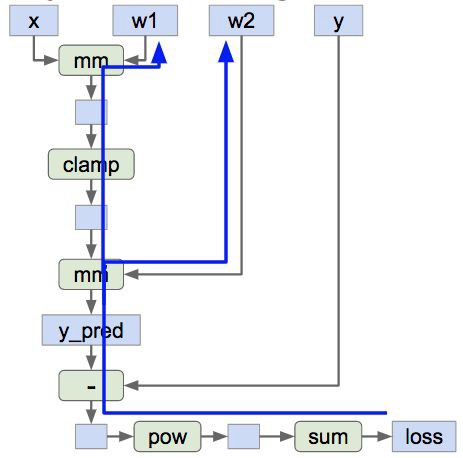 x w1 w2 y
mm
clamp
mm
y_pred
-
pow sum loss